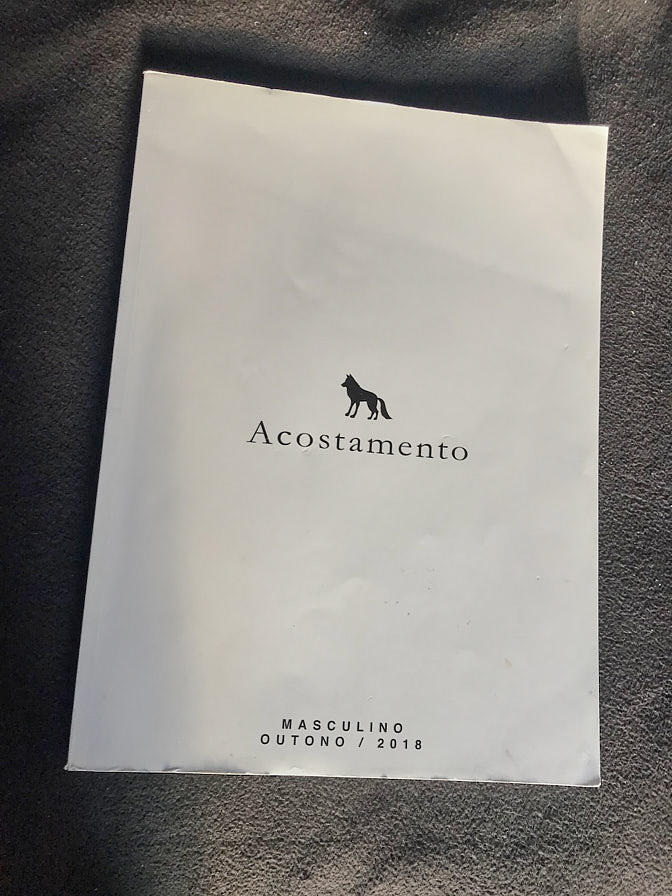 Acostamento
MASCULINO
OUTONO / 2018